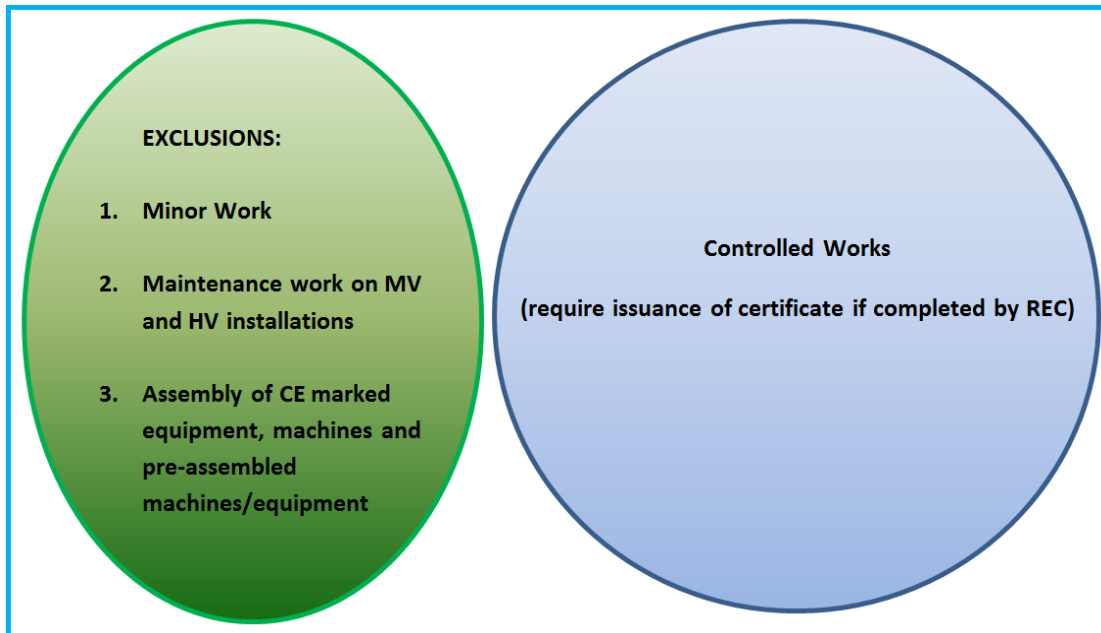 EXCLUSIONS:
1. Minor Work
2. Maintenance work on MV
and HV installations
3. Assembly of CE marked
equipment, machines and
pre-assembled
machines/equipment
Controlled Works
(require issuance of certificate if completed by REC)